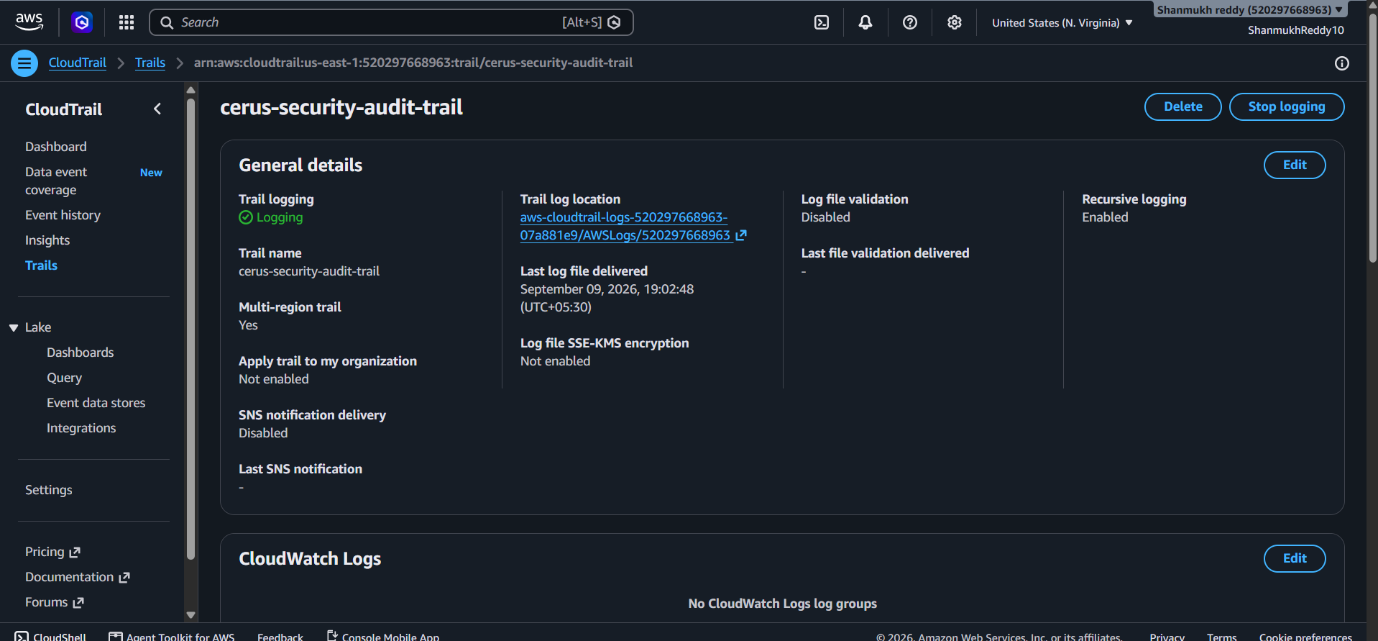 aws
Search [Alt+S]
United States (N. Virginia) ▼
Shanmukh reddy (520297668963) ▼
ShanmukhReddy10
CloudTrail > Trails > arn:aws:cloudtrail:us-east-1:520297668963:trail/cerus-security-audit-trail
CloudTrail
Dashboard
Data event
coverage
New
Event history
Insights
Trails
Lake
Dashboards
Query
Event data stores
Integrations
Settings
Pricing
Documentation
Forums
cerus-security-audit-trail
Delete
Stop logging
General details
Edit
Trail logging
Logging
Trail name
cerus-security-audit-trail
Multi-region trail
Yes
Apply trail to my organization
Not enabled
SNS notification delivery
Disabled
Last SNS notification
-
Trail log location
aws-cloudtrail-logs-520297668963-
07a881e9/AWSLogs/520297668963
Last log file delivered
September 09, 2026, 19:02:48
(UTC+05:30)
Log file SSE-KMS encryption
Not enabled
Log file validation
Disabled
Last file validation delivered
-
Recursive logging
Enabled
CloudWatch Logs
Edit
No CloudWatch Logs log groups
CloudShell
Agent Toolkit for AWS
Feedback
Console Mobile App
© 2026, Amazon Web Services, Inc. or its affiliates.
Privacy
Terms
Cookie preferences